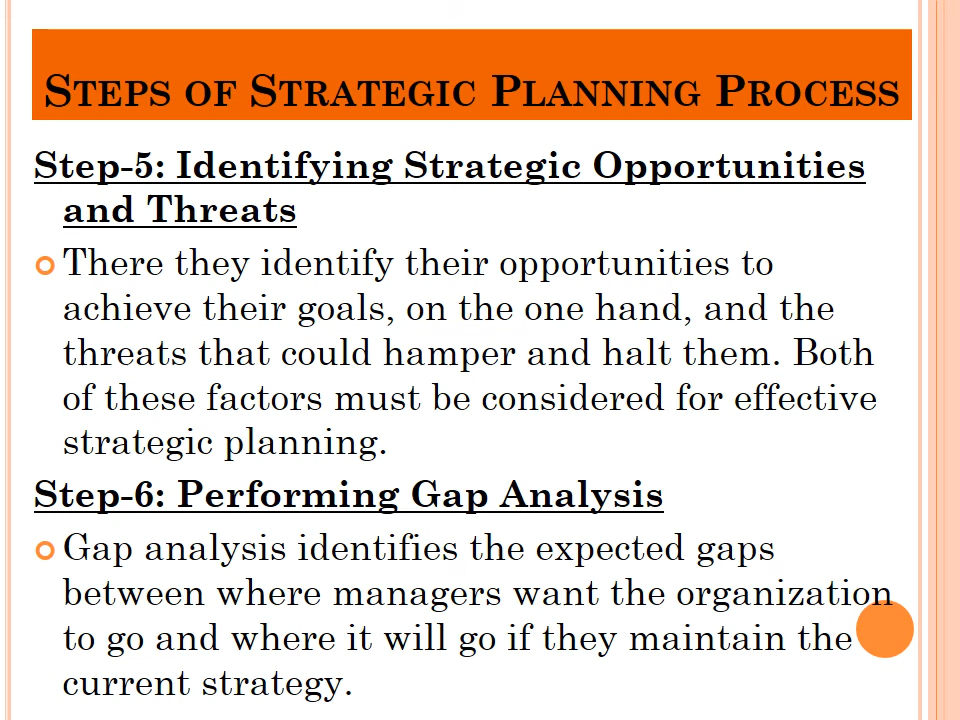 STEPS OF STRATEGIC PLANNING PROCESS
Step-5: Identifying Strategic Opportunities
and Threats
There they identify their opportunities to
achieve their goals, on the one hand, and the
threats that could hamper and halt them. Both
of these factors must be considered for effective
strategic planning.
Step-6: Performing Gap Analysis
Gap analysis identifies the expected gaps
between where managers want the organization
to go and where it will go if they maintain the
current strategy.